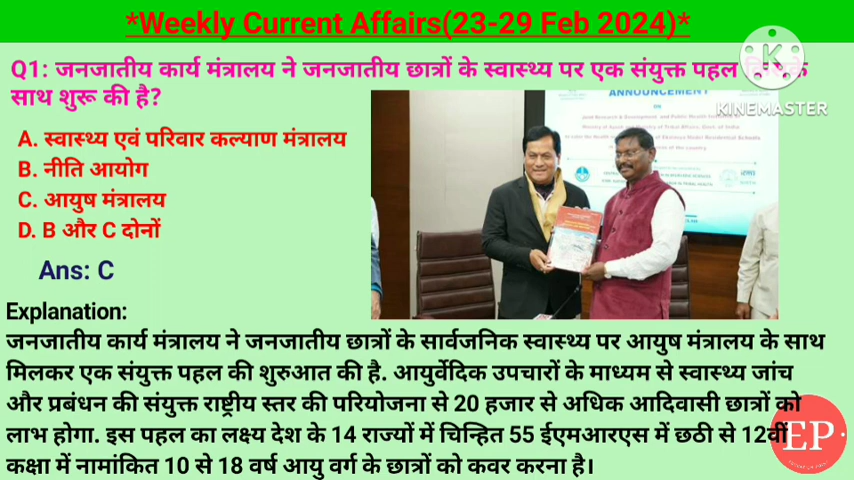 *Weekly Current Affairs(23-29 Feb 2024)*
Q1: जनजातीय कार्य मंत्रालय ने जनजातीय छात्रों के स्वास्थ्य पर एक संयुक्त पहल
साथ शुरू की है?
KINEMASTER
A. स्वास्थ्य एवं परिवार कल्याण मंत्रालय
B. नीति आयोग
C. आयुष मंत्रालय
D. B और C दोनों
Ans: C
ANNOUNCEMENT
ON
Explanation:
जनजातीय कार्य मंत्रालय ने जनजातीय छात्रों के सार्वजनिक स्वास्थ्य पर आयुष मंत्रालय के साथ
मिलकर एक संयुक्त पहल की शुरुआत की है. आयुर्वेदिक उपचारों के माध्यम से स्वास्थ्य जांच
और प्रबंधन की संयुक्त राष्ट्रीय स्तर की परियोजना से 20 हजार से अधिक आदिवासी छात्रों को
लाभ होगा. इस पहल का लक्ष्य देश के 14 राज्यों में चिन्हित 55 ईएमआरएस में छठी से 12वीं
कक्षा में नामांकित 10 से 18 वर्ष आयु वर्ग के छात्रों को कवर करना है।
EP